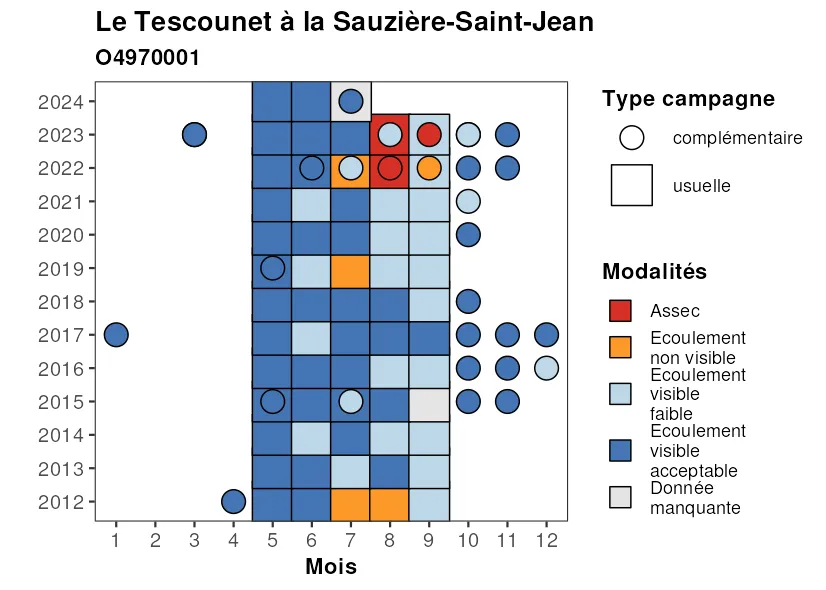 Le Tescounet à la Sauzière-Saint-Jean
O4970001
2024
2023
2022
2021
2020
2019
2018
2017
2016
2015
2014
2013
2012
1 2 3 4 5 6 7 8 9 10 11 12
Mois
Type campagne
complémentaire
usuelle
Modalités
Assec
Ecoulement
non visible
Ecoulement
visible
faible
Ecoulement
visible
acceptable
Donnée
manquante